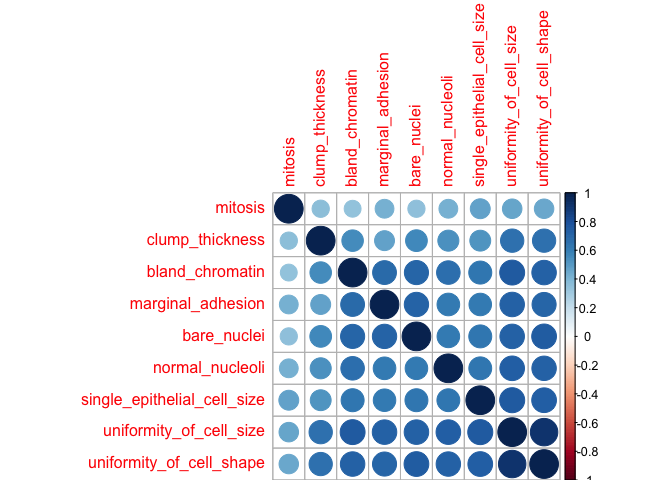 mitosis
clump_thickness
bland_chromatin
marginal_adhesion
bare_nuclei
normal_nucleoli
single_epithelial_cell_size
uniformity_of_cell_size
uniformity_of_cell_shape
mitosis
clump_thickness
bland_chromatin
marginal_adhesion
bare_nuclei
normal_nucleoli
single_epithelial_cell_size
uniformity_of_cell_size
uniformity_of_cell_shape
1
0.8
0.6
0.4
0.2
0
-0.2
-0.4
-0.6
-0.8
-1